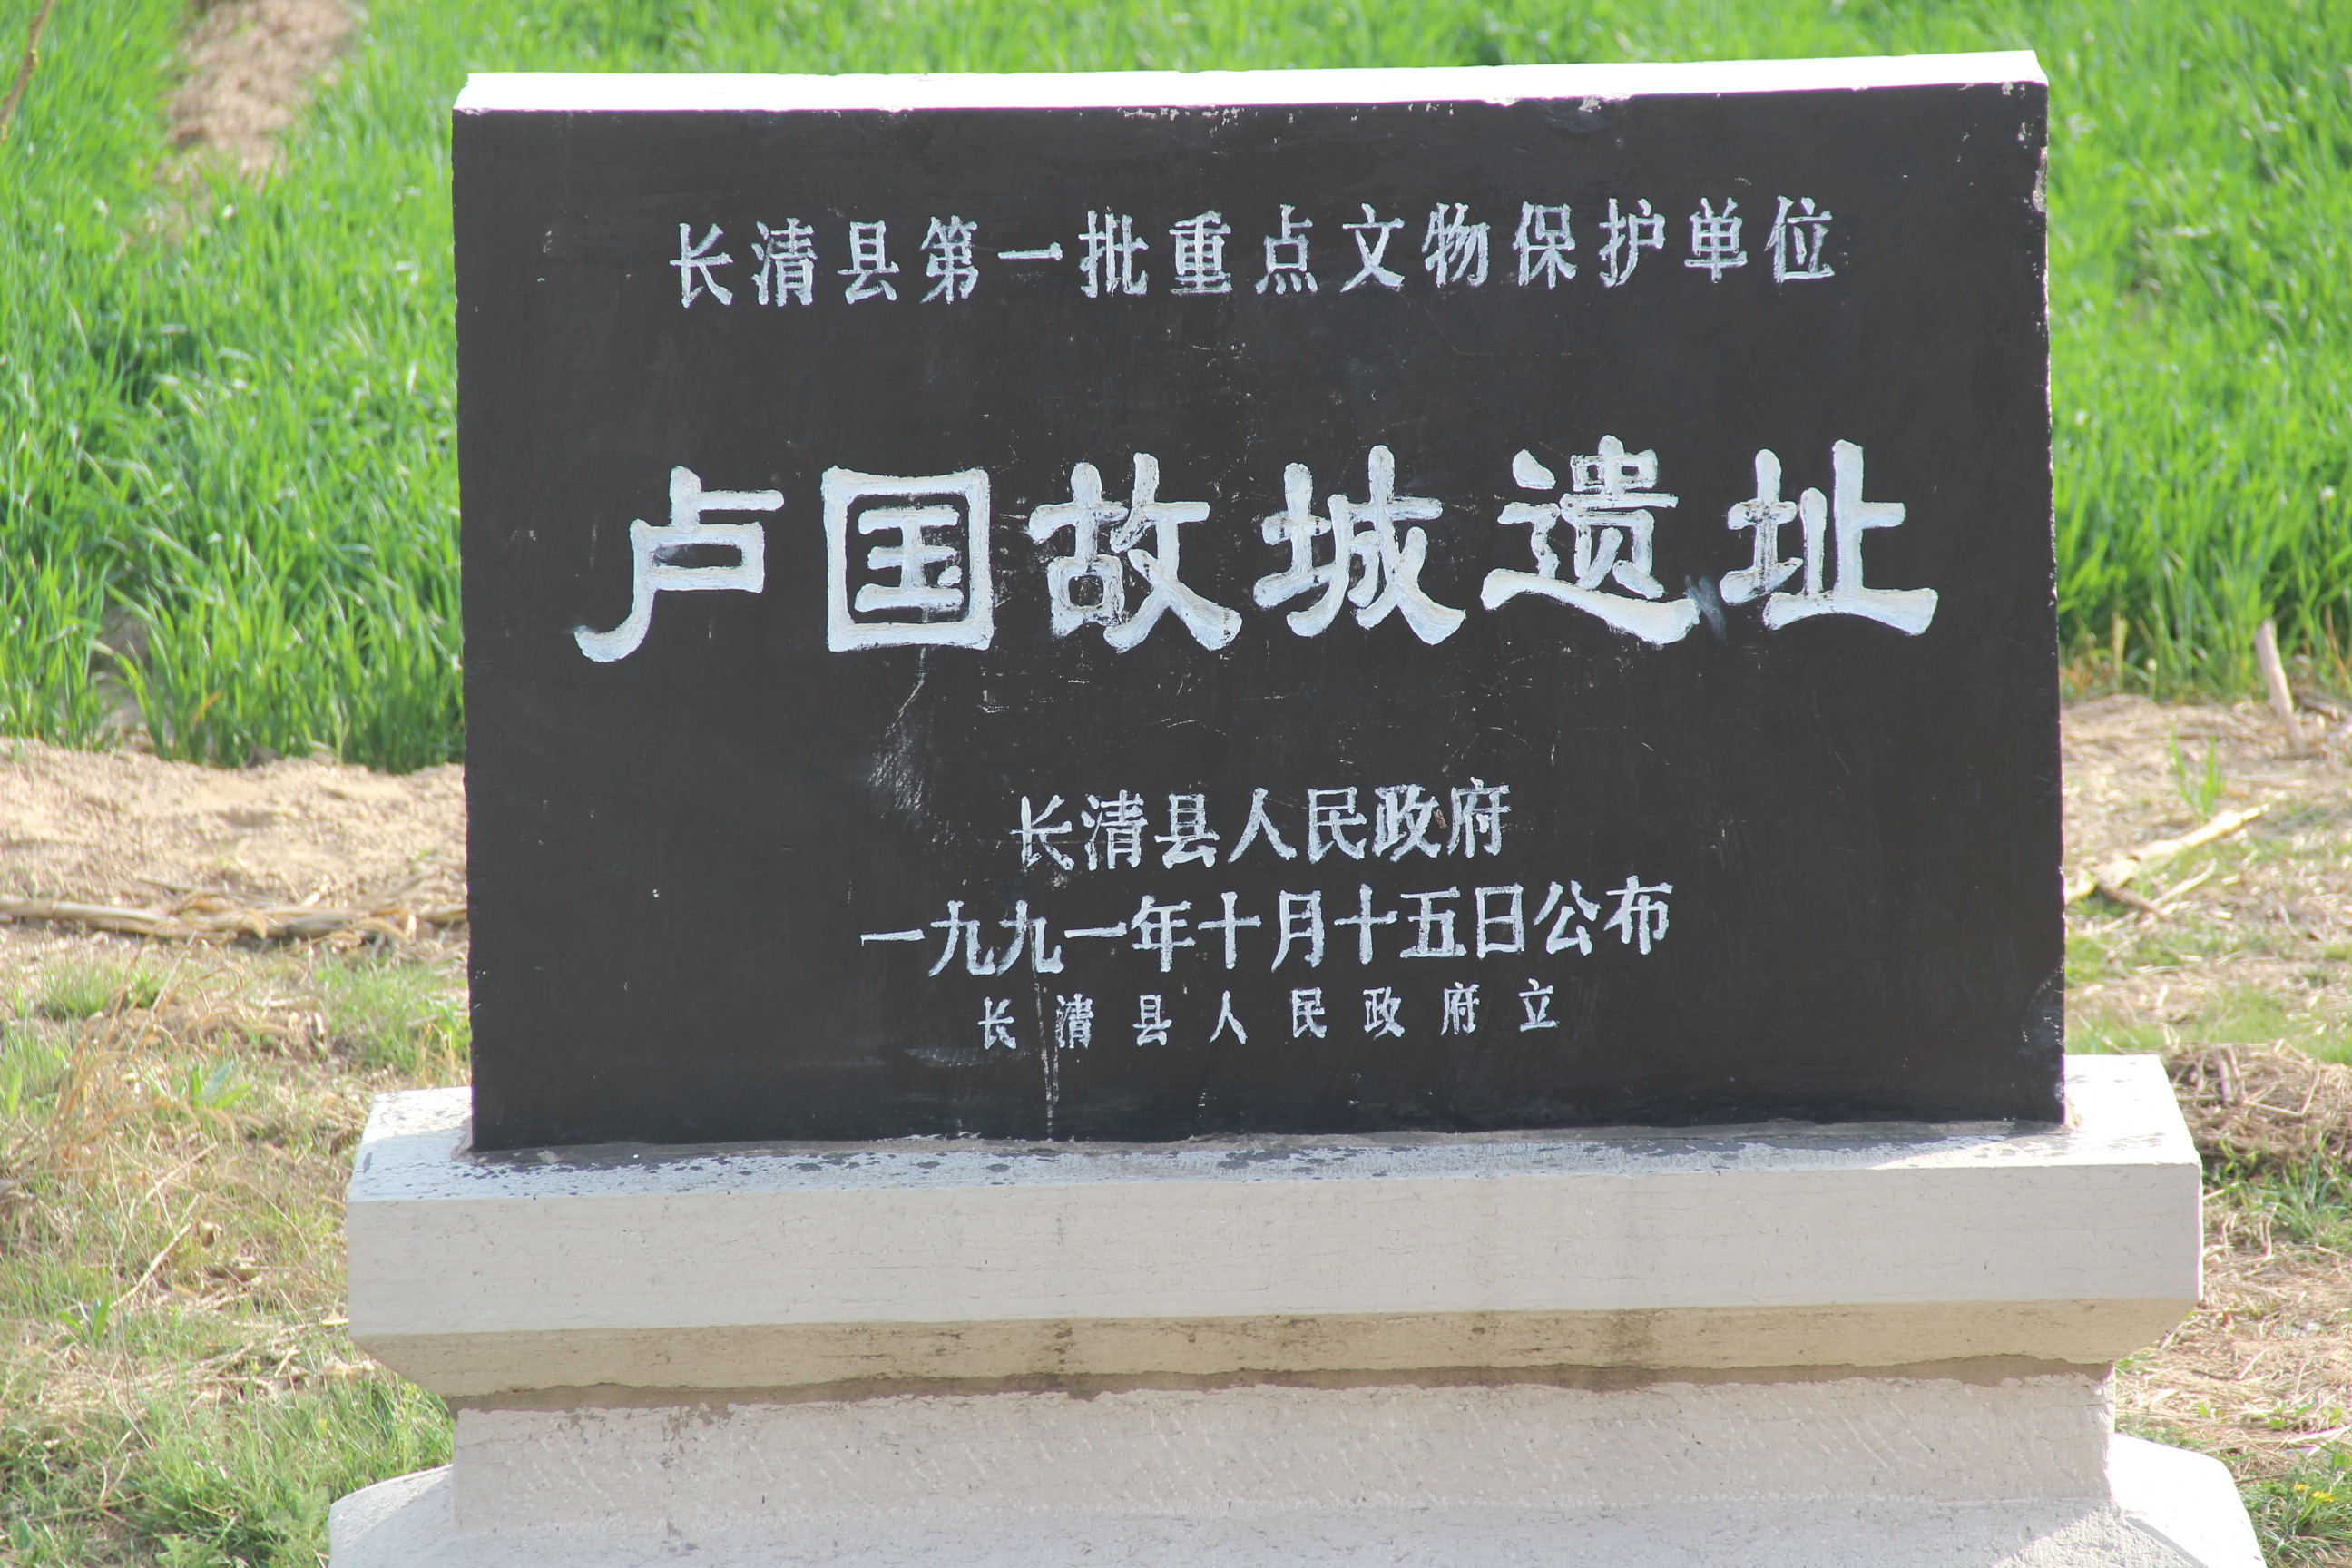 长清县第一批重点文物保护单位
卢国故城遗址
长清县人民政府
一九九一年十月十五日公布
长清县人民政府立